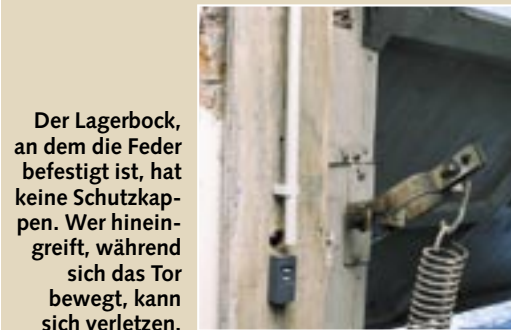 Der Lagerbock,
an dem die Feder
befestigt ist, hat
keine Schutzkap-
pen. Wer hinein-
greift, während
sich das Tor
bewegt, kann
sich verletzen.